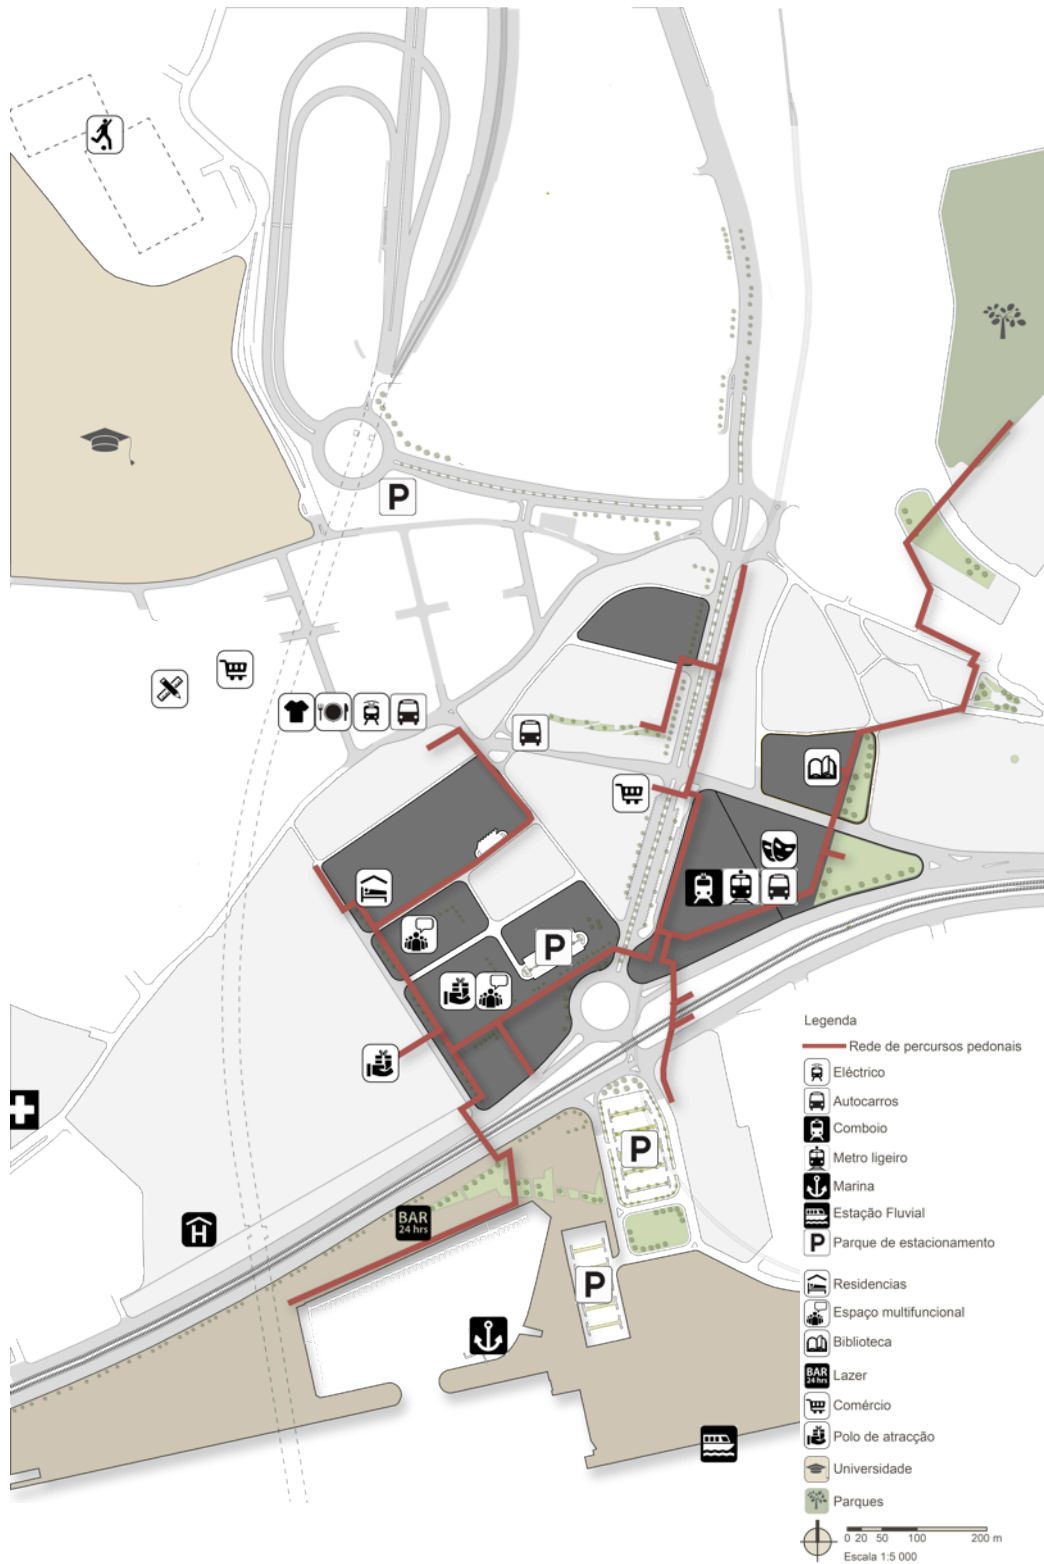 P
P
BAR
24 hrs
P
H
P
Legenda
Rede de percursos pedonais
Eléctrico
Autocarros
Comboio
Metro ligeiro
Marina
Estação Fluvial
P Parque de estacionamento
Residencias
Espaço multifuncional
Biblioteca
BAR 24 hrs Lazer
Comércio
Polo de atracção
Universidade
Parques
0 20 50 100 200 m
Escala 1:5 000